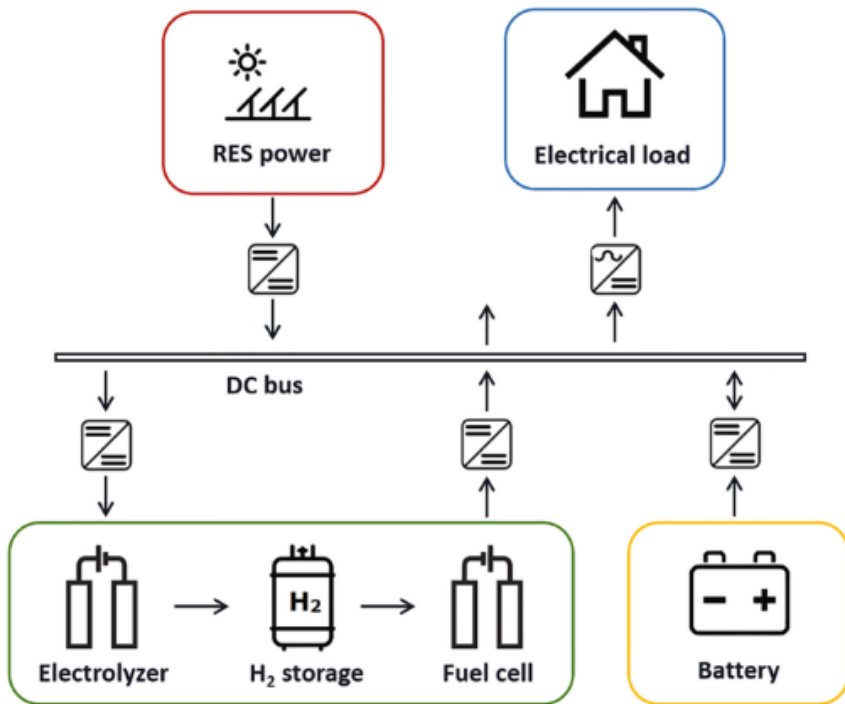 RES power
Electrical load
DC bus
H₂
Electrolyzer
H₂ storage
Fuel cell
Battery